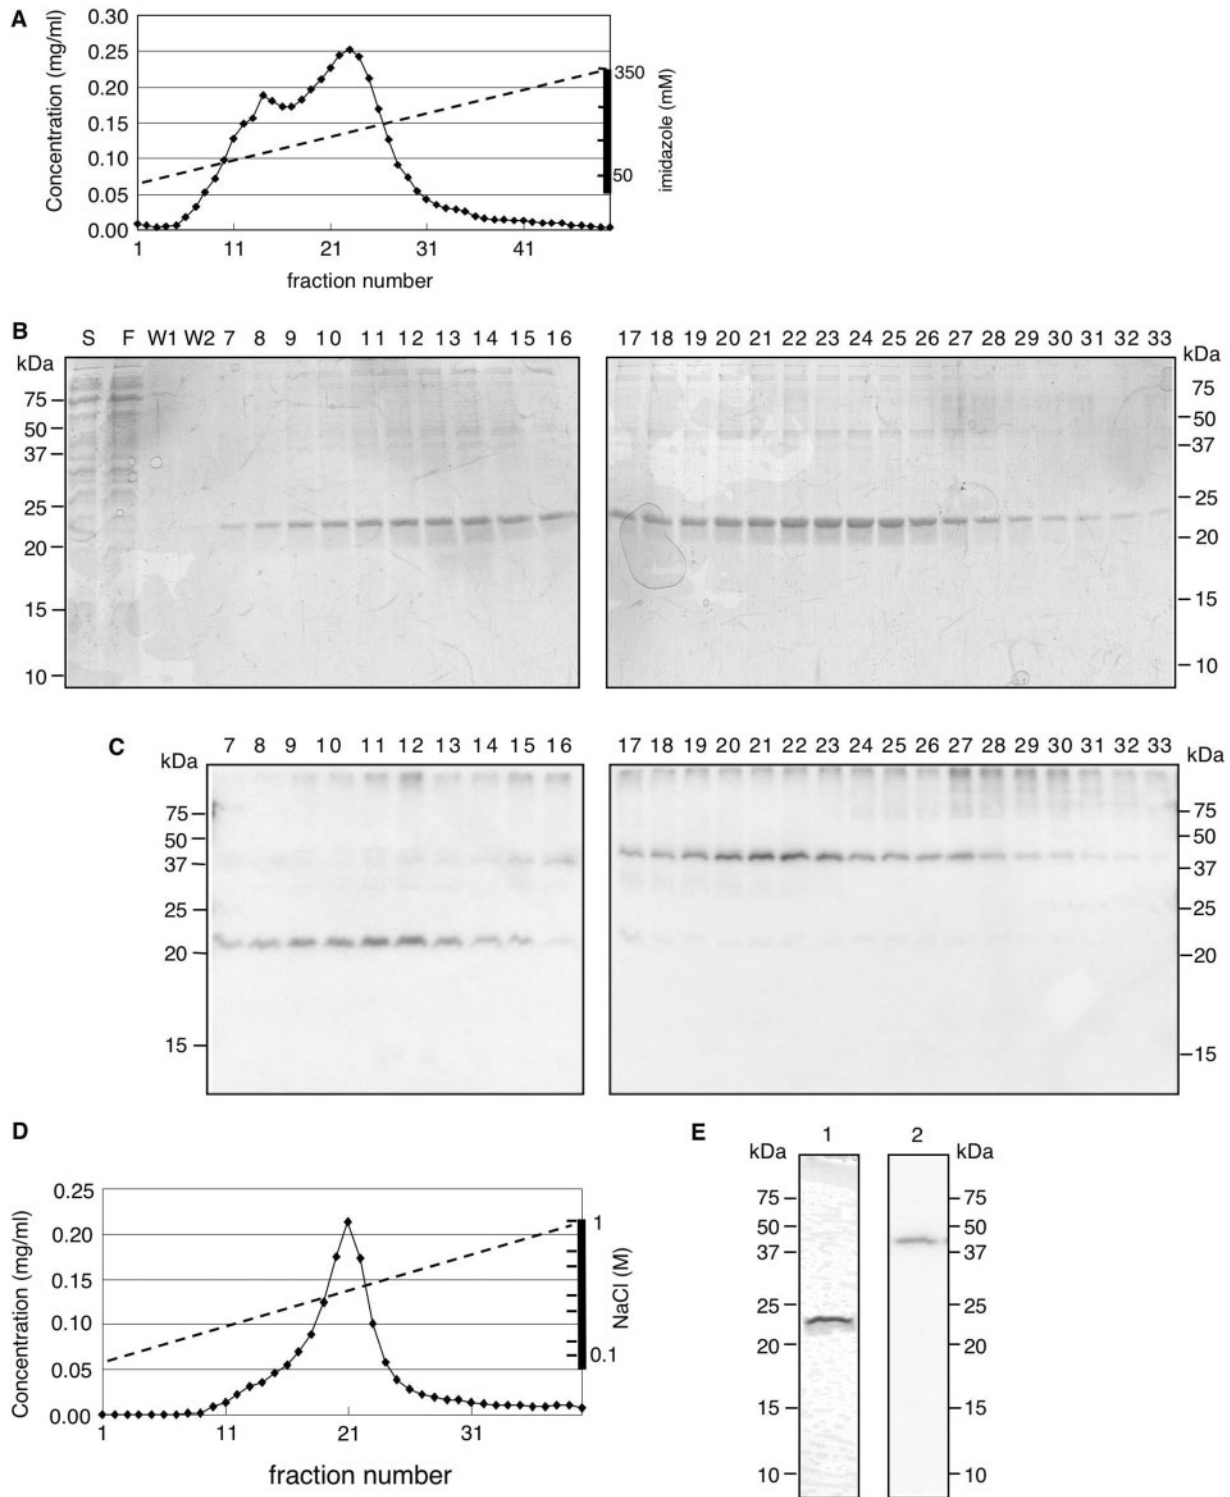 A
Concentration (mg/ml)
0.30
0.25
0.20
0.15
0.10
0.05
0.00
1 11 21 31 41
fraction number
350
50
imidazole (mM)
B
S F W1 W2 7 8 9 10 11 12 13 14 15 16
kDa
75
50
37
25
20
15
10
17 18 19 20 21 22 23 24 25 26 27 28 29 30 31 32 33
kDa
75
50
37
25
20
15
10
C
7 8 9 10 11 12 13 14 15 16
kDa
75
50
37
25
20
15
17 18 19 20 21 22 23 24 25 26 27 28 29 30 31 32 33
kDa
75
50
37
25
20
15
D
Concentration (mg/ml)
0.25
0.20
0.15
0.10
0.05
0.00
1 11 21 31
fraction number
1
0.1
NaCl (M)
E
1 2
kDa
75
50
37
25
20
15
10
kDa
75
50
37
25
20
15
10